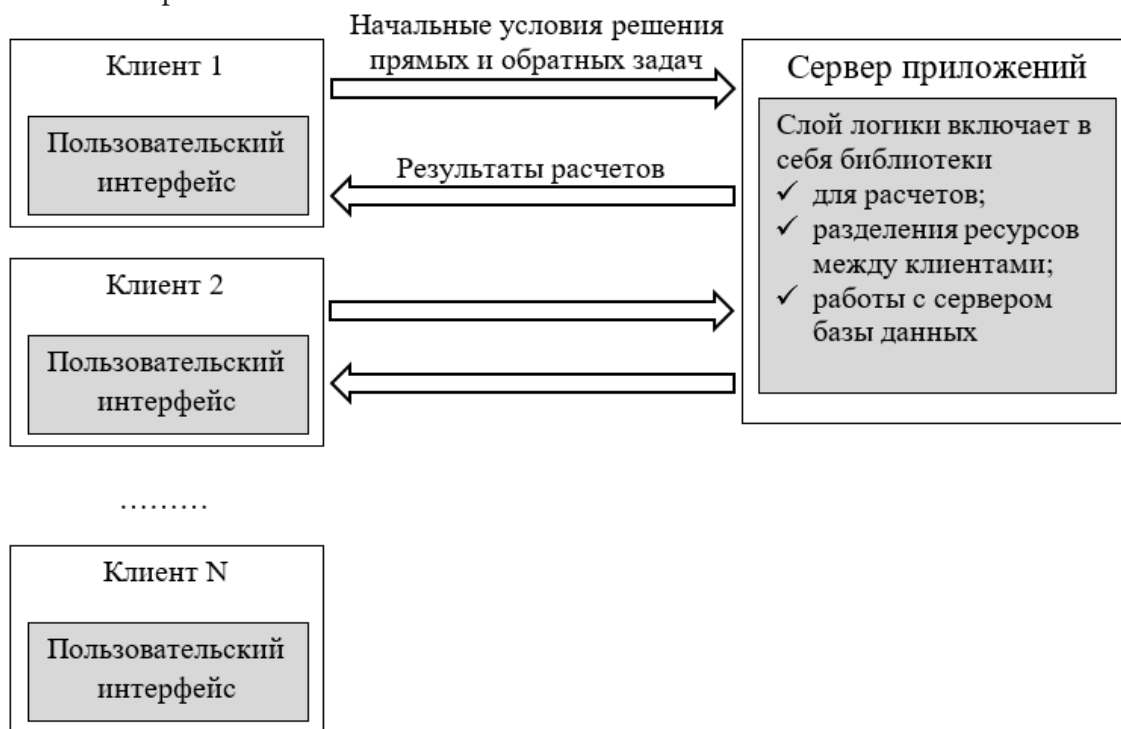 Клиент 1
Пользовательский
интерфейс
Начальные условия решения
прямых и обратных задач
Результаты расчетов
Сервер приложений
Слой логики включает в
себя библиотеки
✓ для расчетов;
✓ разделения ресурсов
между клиентами;
✓ работы с сервером
базы данных
Клиент 2
Пользовательский
интерфейс
.........
Клиент N
Пользовательский
интерфейс